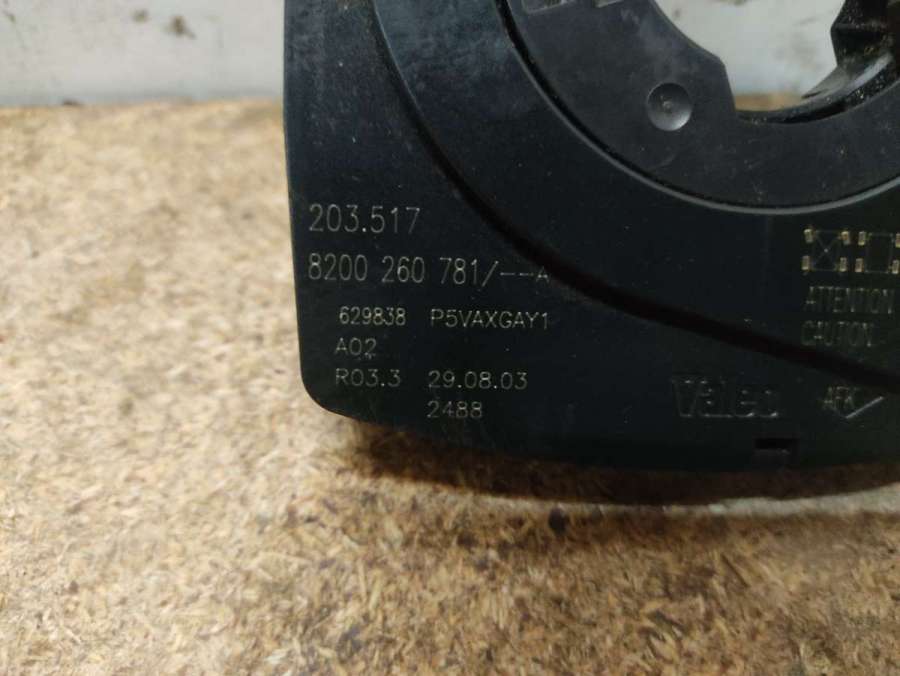 203.517
8200 260 781/--A
629838 P5VAXGAY1
A02
R03.3 29.08.03
2488
ATTENTION
CAUTION
Valeo